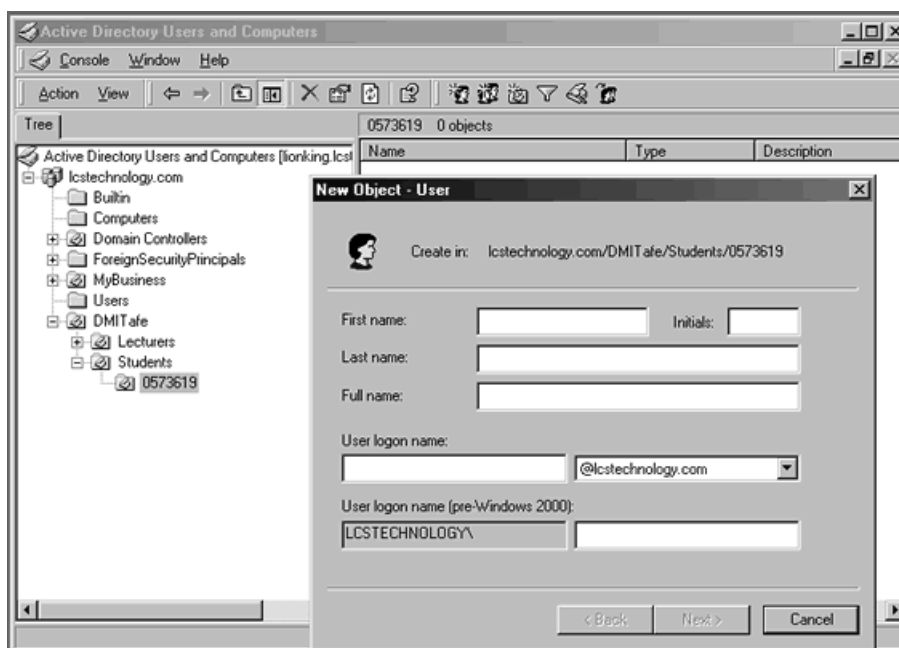 Active Directory Users and Computers
Console Window Help
Action View
Tree
0573619 0 objects
Active Directory Users and Computers [lionking.lcst
Name Type Description
lcstechnology.com
Builtin
Computers
Domain Controllers
ForeignSecurityPrincipals
MyBusiness
Users
DMITafe
Lecturers
Students
0573619
New Object - User
Create in: lcstechnology.com/DMITafe/Students/0573619
First name: Initials:
Last name:
Full name:
User logon name:
@lcstechnology.com
User logon name (pre-Windows 2000):
LCSTECHNOLOGY\
< Back Next > Cancel